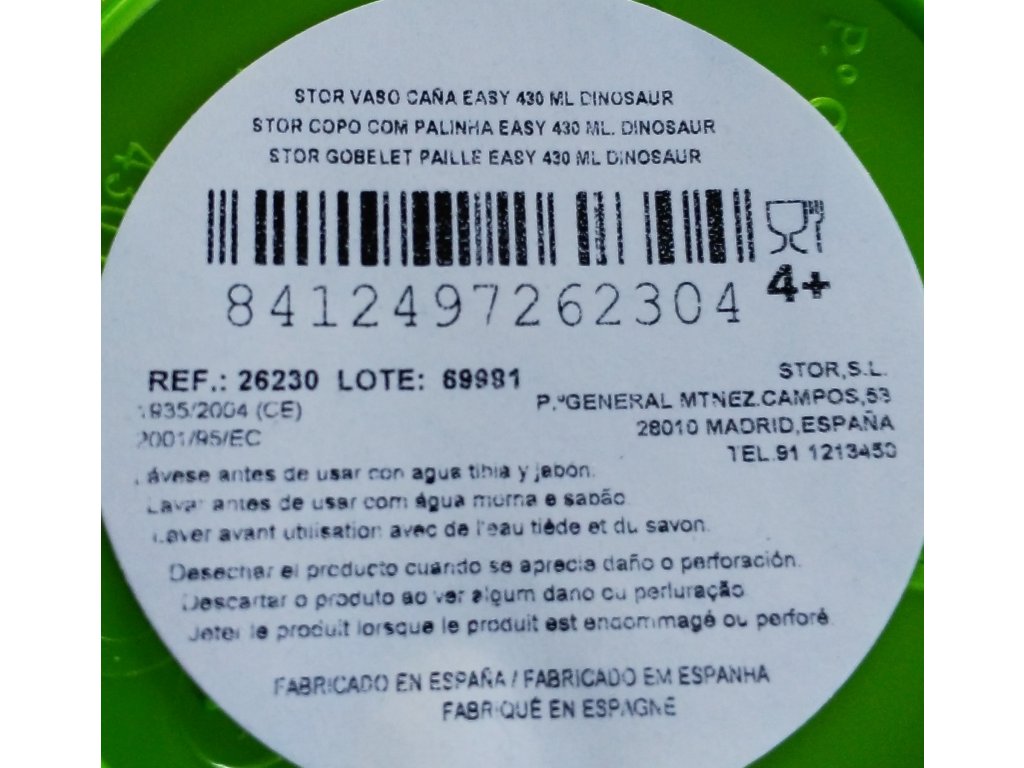 STOR VASO CAÑA EASY 430 ML DINOSAUR
STOR COPO COM PALINHA EASY 430 ML. DINOSAUR
STOR GOBELET PAILLE EASY 430 ML DINOSAUR
8412497262304
4+
REF.: 26230 LOTE: 69981
1935/2004 (CE)
2001/95/EC
STOR,S.L.
P.ºGENERAL MTNEZ.CAMPOS,53
28010 MADRID,ESPAÑA
TEL.91 1213450
Lávese antes de usar con agua tibia y jabón.
Lavar antes de usar com água morna e sabão.
Laver avant utilisation avec de l'eau tiède et du savon.
Desechar el producto cuando se aprecia daño o perforación.
Descartar o produto ao ver algum dano ou perfuração
Jeter le produit lorsque le produit est endommagé ou perforé.
FABRICADO EN ESPAÑA / FABRICADO EM ESPANHA
FABRIQUÉ EN ESPAGNE
P.º
43